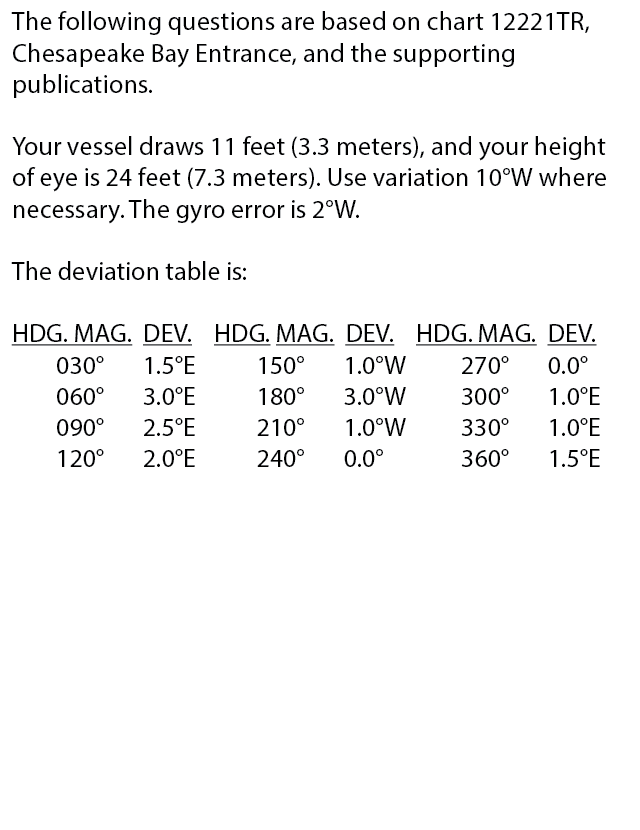 The following questions are based on chart 12221TR,
Chesapeake Bay Entrance, and the supporting
publications.
Your vessel draws 11 feet (3.3 meters), and your height
of eye is 24 feet (7.3 meters). Use variation 10°W where
necessary. The gyro error is 2°W.
The deviation table is:
HDG. MAG. DEV. HDG. MAG. DEV. HDG. MAG. DEV.
030° 1.5°E 150° 1.0°W 270° 0.0°
060° 3.0°E 180° 3.0°W 300° 1.0°E
090° 2.5°E 210° 1.0°W 330° 1.0°E
120° 2.0°E 240° 0.0° 360° 1.5°E